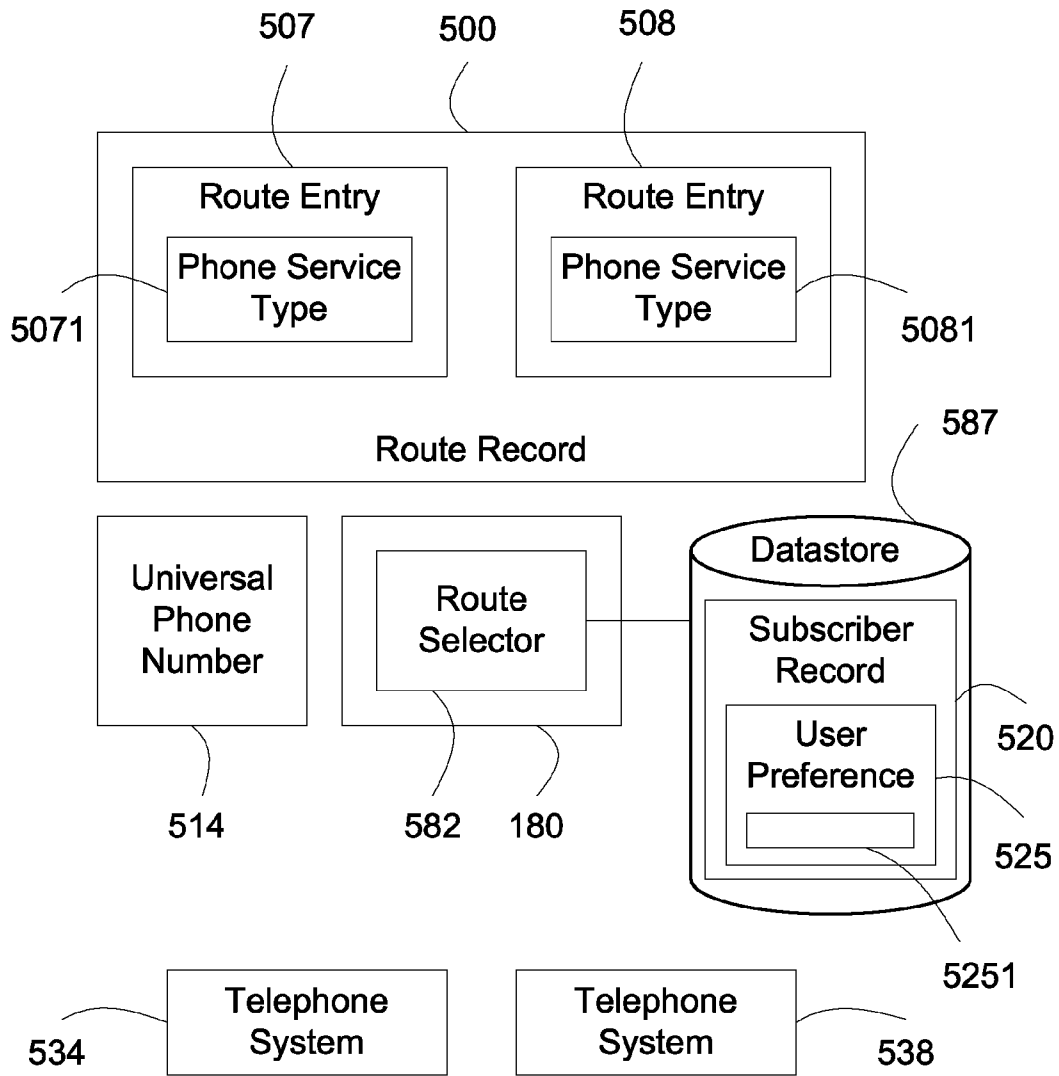 507
500
508
Route Entry
Route Entry
Phone Service
Type
Phone Service
Type
5071
5081
Route Record
587
Universal
Phone
Number
Route
Selector
Datastore
Subscriber
Record
User
Preference
520
514
582
180
525
5251
Telephone
System
Telephone
System
534
538